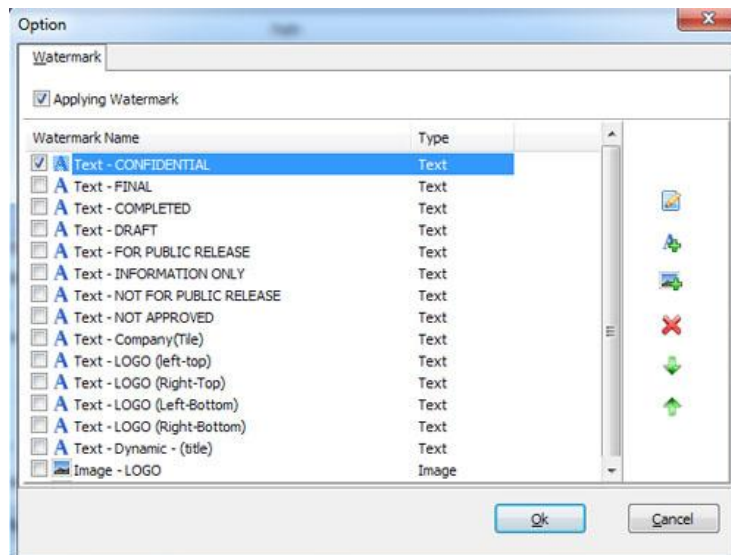 Option
Watermark
Applying Watermark
Watermark Name Type
Text - CONFIDENTIAL Text
Text - FINAL Text
Text - COMPLETED Text
Text - DRAFT Text
Text - FOR PUBLIC RELEASE Text
Text - INFORMATION ONLY Text
Text - NOT FOR PUBLIC RELEASE Text
Text - NOT APPROVED Text
Text - Company(Tile) Text
Text - LOGO (left-top) Text
Text - LOGO (Right-Top) Text
Text - LOGO (Left-Bottom) Text
Text - LOGO (Right-Bottom) Text
Text - Dynamic - (title) Text
Image - LOGO Image
Ok Cancel